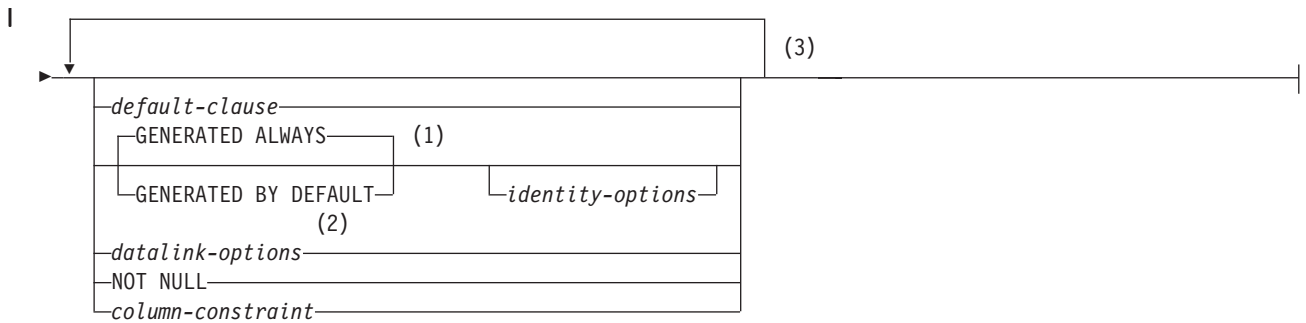 (3)
default-clause
GENERATED ALWAYS (1)
GENERATED BY DEFAULT identity-options
(2)
datalink-options
NOT NULL
column-constraint